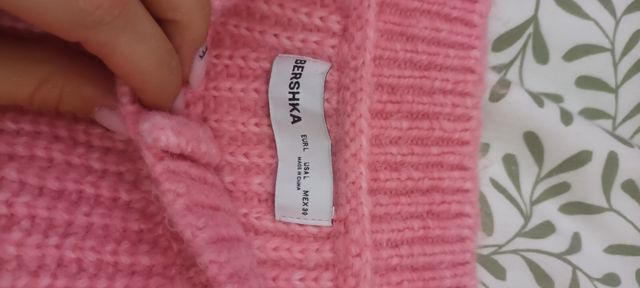 BERSHKA
EUR L USA L MEX 30
MADE IN CHINA